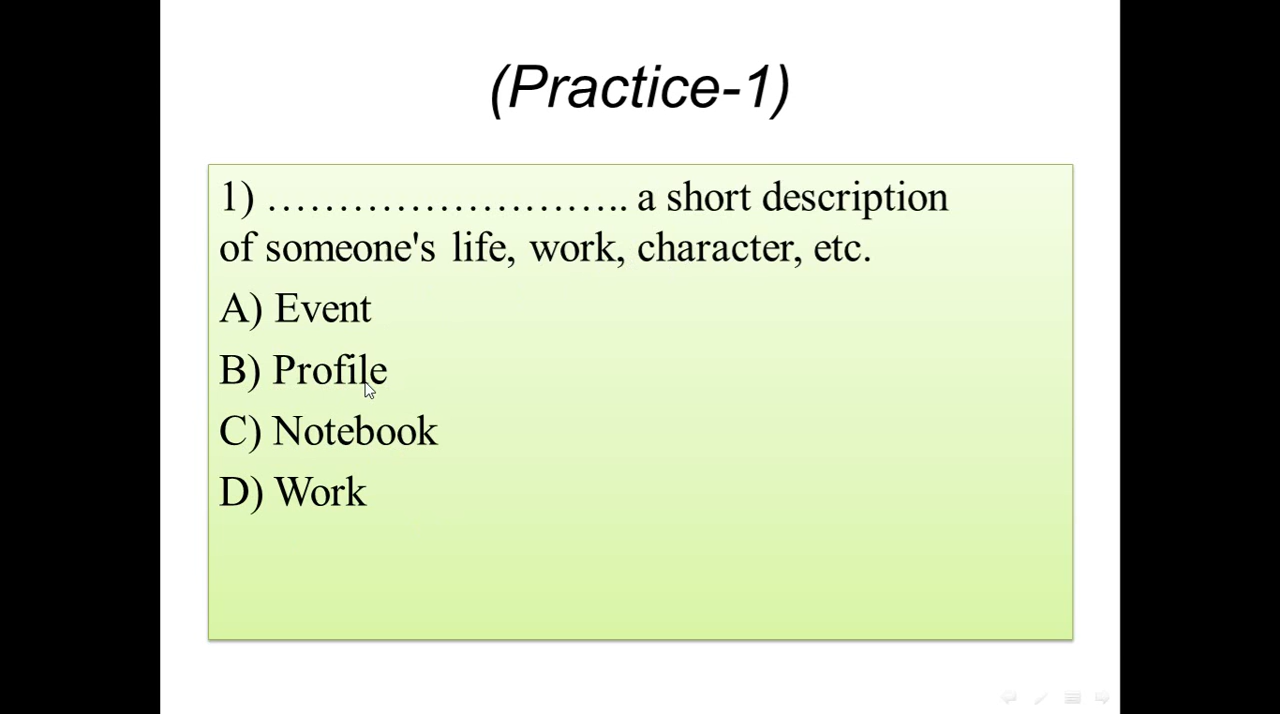 (Practice-1)
1) …………………….. a short description
of someone's life, work, character, etc.
A) Event
B) Profile
C) Notebook
D) Work